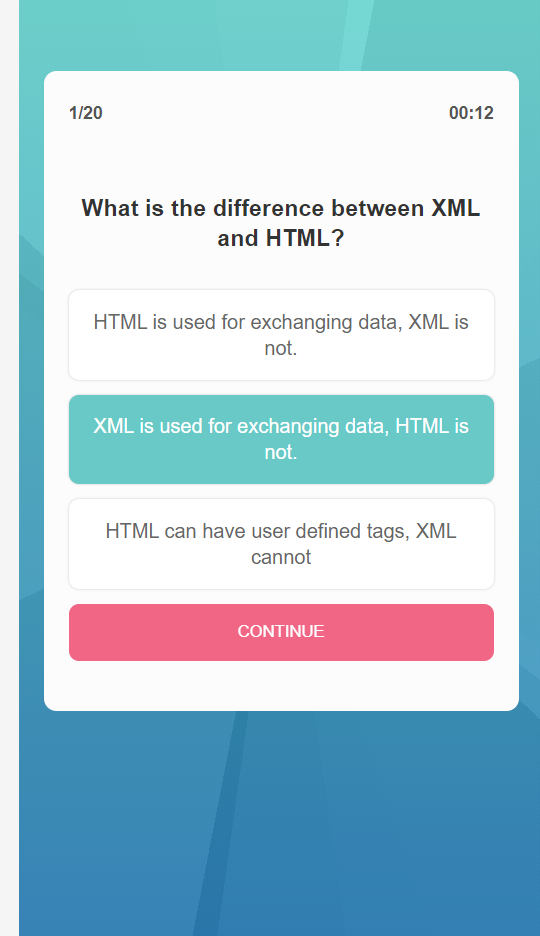 1/20
00:12
What is the difference between XML
and HTML?
HTML is used for exchanging data, XML is
not.
XML is used for exchanging data, HTML is
not.
HTML can have user defined tags, XML
cannot
CONTINUE